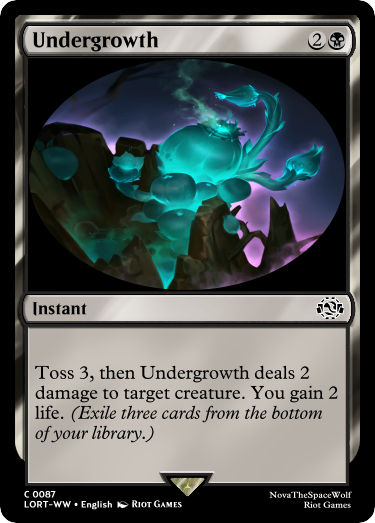 Undergrowth 2
Instant
Toss 3, then Undergrowth deals 2
damage to target creature. You gain 2
life. (Exile three cards from the bottom
of your library.)
C 0087
LORT-WW • English RIOT GAMES
NovaTheSpaceWolf
Riot Games